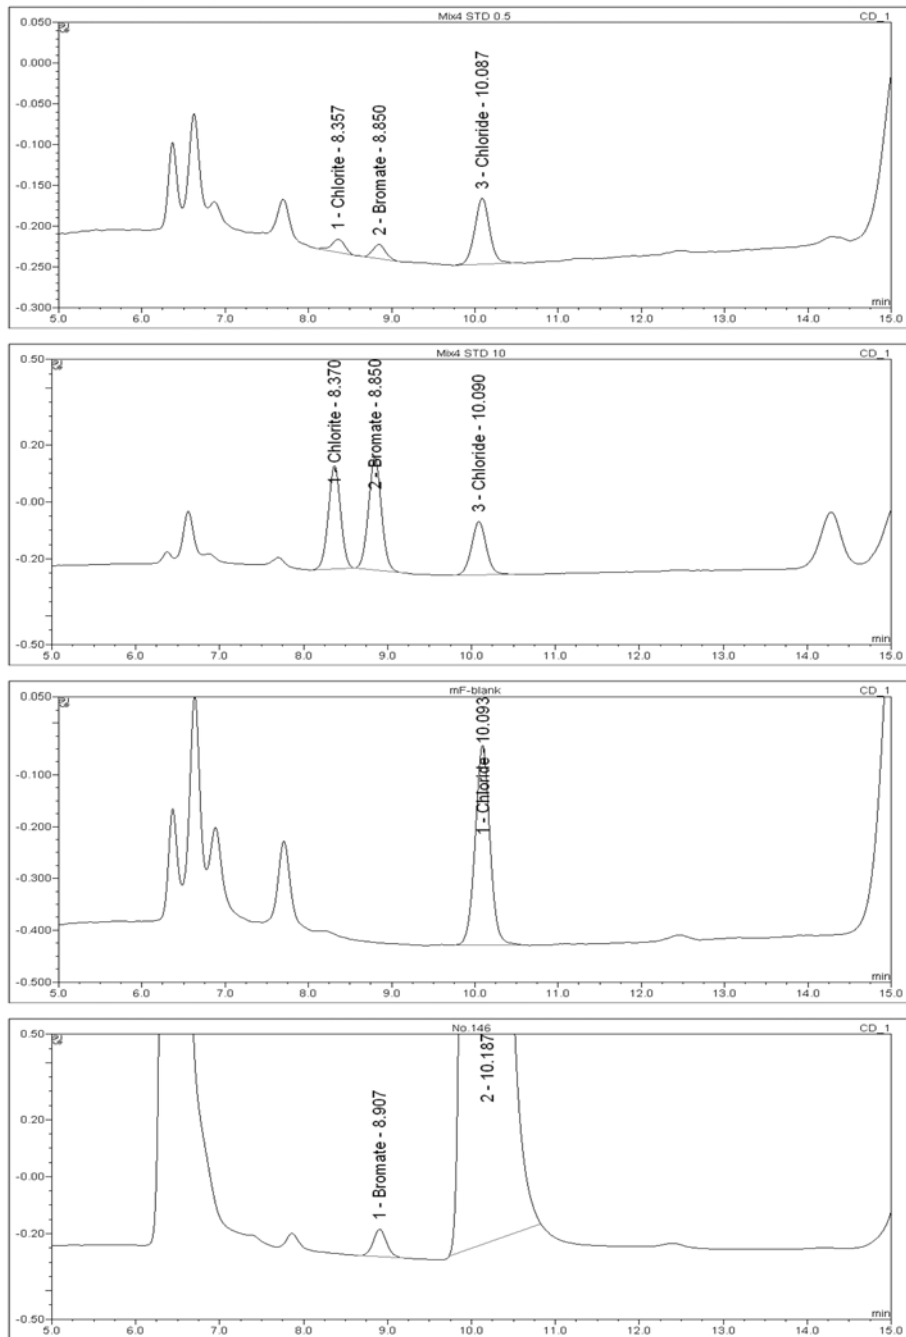 Mix4 STD 0.5
CD_1
0.050
0.000
-0.050
-0.100
-0.150
-0.200
-0.250
-0.300
1 - Chlorite - 8.357
2 - Bromate - 8.850
3 - Chloride - 10.087
min
5.0 6.0 7.0 8.0 9.0 10.0 11.0 12.0 13.0 14.0 15.0
Mix4 STD 10
CD_1
0.50
0.20
-0.00
-0.20
-0.50
1 - Chlorite - 8.370
2 - Bromate - 8.850
3 - Chloride - 10.090
min
5.0 6.0 7.0 8.0 9.0 10.0 11.0 12.0 13.0 14.0 15.0
mF-blank
CD_1
0.050
-0.100
-0.200
-0.300
-0.400
-0.500
1 - Chloride - 10.093
min
5.0 6.0 7.0 8.0 9.0 10.0 11.0 12.0 13.0 14.0 15.0
No.146
CD_1
0.50
0.20
-0.00
-0.20
-0.50
1 - Bromate - 8.907
2 - 10.187
min
5.0 6.0 7.0 8.0 9.0 10.0 11.0 12.0 13.0 14.0 15.0